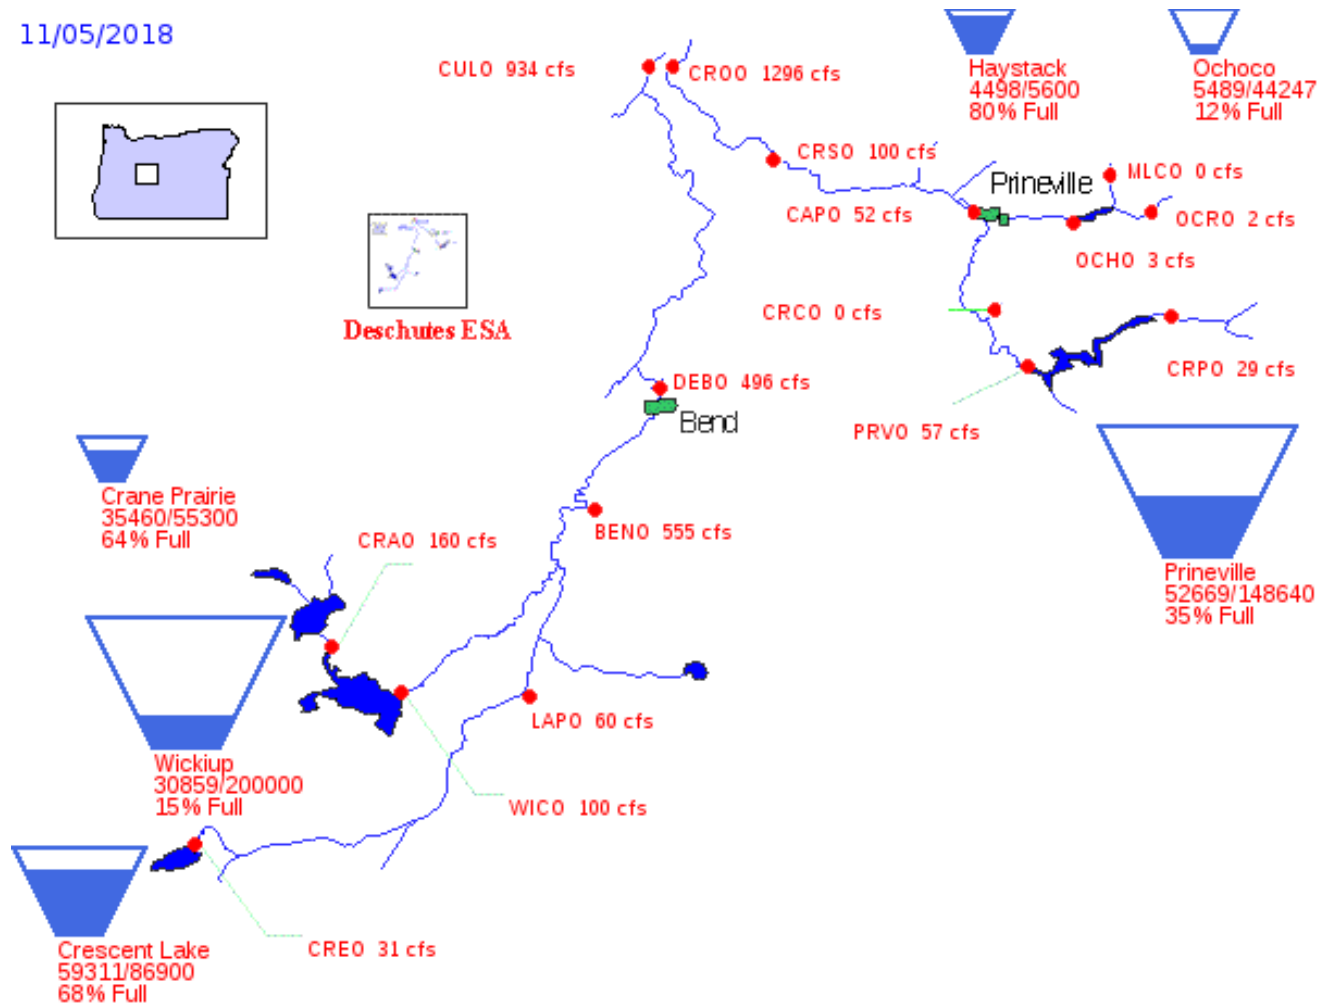 11/05/2018
Haystack
4498/5600
80% Full
Ochoco
5489/44247
12% Full
CULO 934 cfs
CROO 1296 cfs
CRSO 100 cfs
Prineville
MLCO 0 cfs
CAPO 52 cfs
OCRO 2 cfs
OCHO 3 cfs
Deschutes ESA
CRCO 0 cfs
CRPO 29 cfs
DEBO 496 cfs
Bend
PRVO 57 cfs
Crane Prairie
35460/55300
64% Full
CRAO 160 cfs
BENO 555 cfs
Prineville
52669/148640
35% Full
LAPO 60 cfs
Wickiup
30859/200000
15% Full
WICO 100 cfs
CREO 31 cfs
Crescent Lake
59311/86900
68% Full